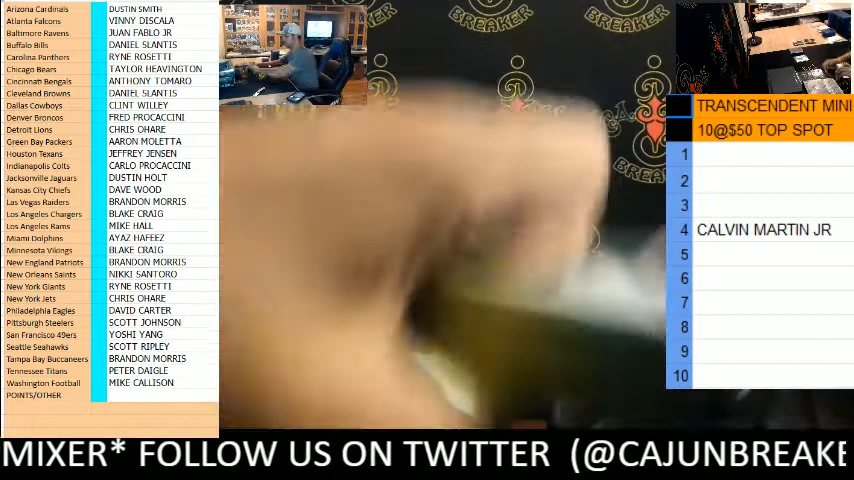 Arizona Cardinals DUSTIN SMITH
Atlanta Falcons VINNY DISCALA
Baltimore Ravens JUAN FABLO JR
Buffalo Bills DANIEL SLANTIS
Carolina Panthers RYNE ROSETTI
Chicago Bears TAYLOR HEAVINGTON
Cincinnati Bengals ANTHONY TOMARO
Cleveland Browns DANIEL SLANTIS
Dallas Cowboys CLINT WILLEY
Denver Broncos FRED PROCACCINI
Detroit Lions CHRIS OHARE
Green Bay Packers AARON MOLETTA
Houston Texans JEFFREY JENSEN
Indianapolis Colts CARLO PROCACCINI
Jacksonville Jaguars DUSTIN HOLT
Kansas City Chiefs DAVE WOOD
Las Vegas Raiders BRANDON MORRIS
Los Angeles Chargers BLAKE CRAIG
Los Angeles Rams MIKE HALL
Miami Dolphins AYAZ HAFEEZ
Minnesota Vikings BLAKE CRAIG
New England Patriots BRANDON MORRIS
New Orleans Saints NIKKI SANTORO
New York Giants RYNE ROSETTI
New York Jets CHRIS OHARE
Philadelphia Eagles DAVID CARTER
Pittsburgh Steelers SCOTT JOHNSON
San Francisco 49ers YOSHI YANG
Seattle Seahawks SCOTT RIPLEY
Tampa Bay Buccaneers BRANDON MORRIS
Tennessee Titans PETER DAIGLE
Washington Football MIKE CALLISON
POINTS/OTHER
BREAKER
BREAKER
BREAKER
TRANSCENDENT MINI
10@$50 TOP SPOT
1
2
3
4 CALVIN MARTIN JR
5
6
7
8
9
10
MIXER* FOLLOW US ON TWITTER (@CAJUNBREAKE